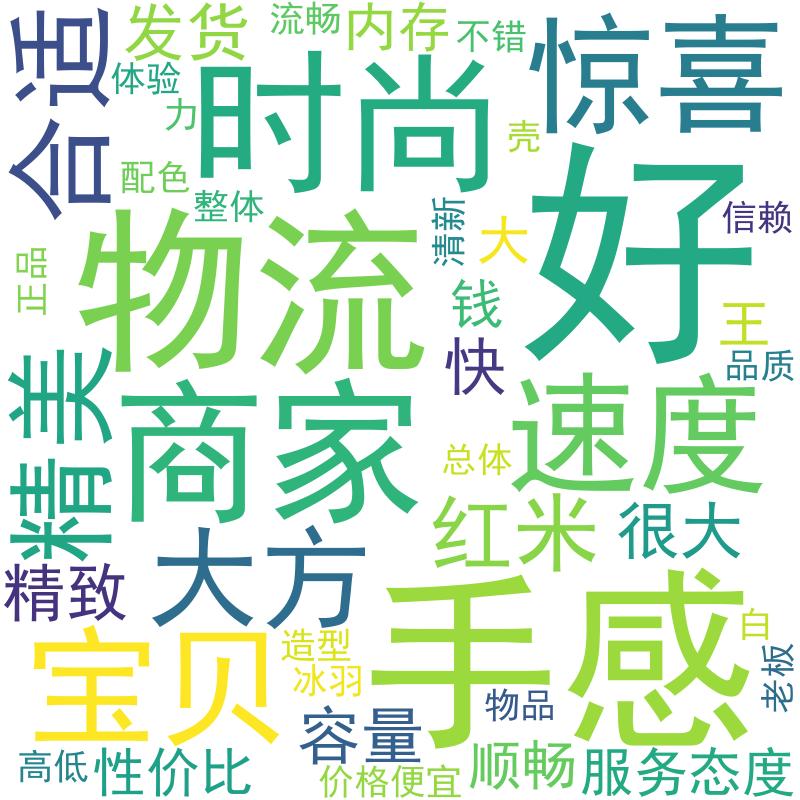 发货
流畅
内存
不错
惊喜
合适
体验
时尚
力
壳
配色
好
整体
清新
大
信赖
物流
正品
钱
王
快
品质
精美
商家
速度
总体
红米
很大
大方
精致
手感
宝贝
造型
白
冰羽
老板
物品
容量
高低
性价比
价格便宜
顺畅
服务态度